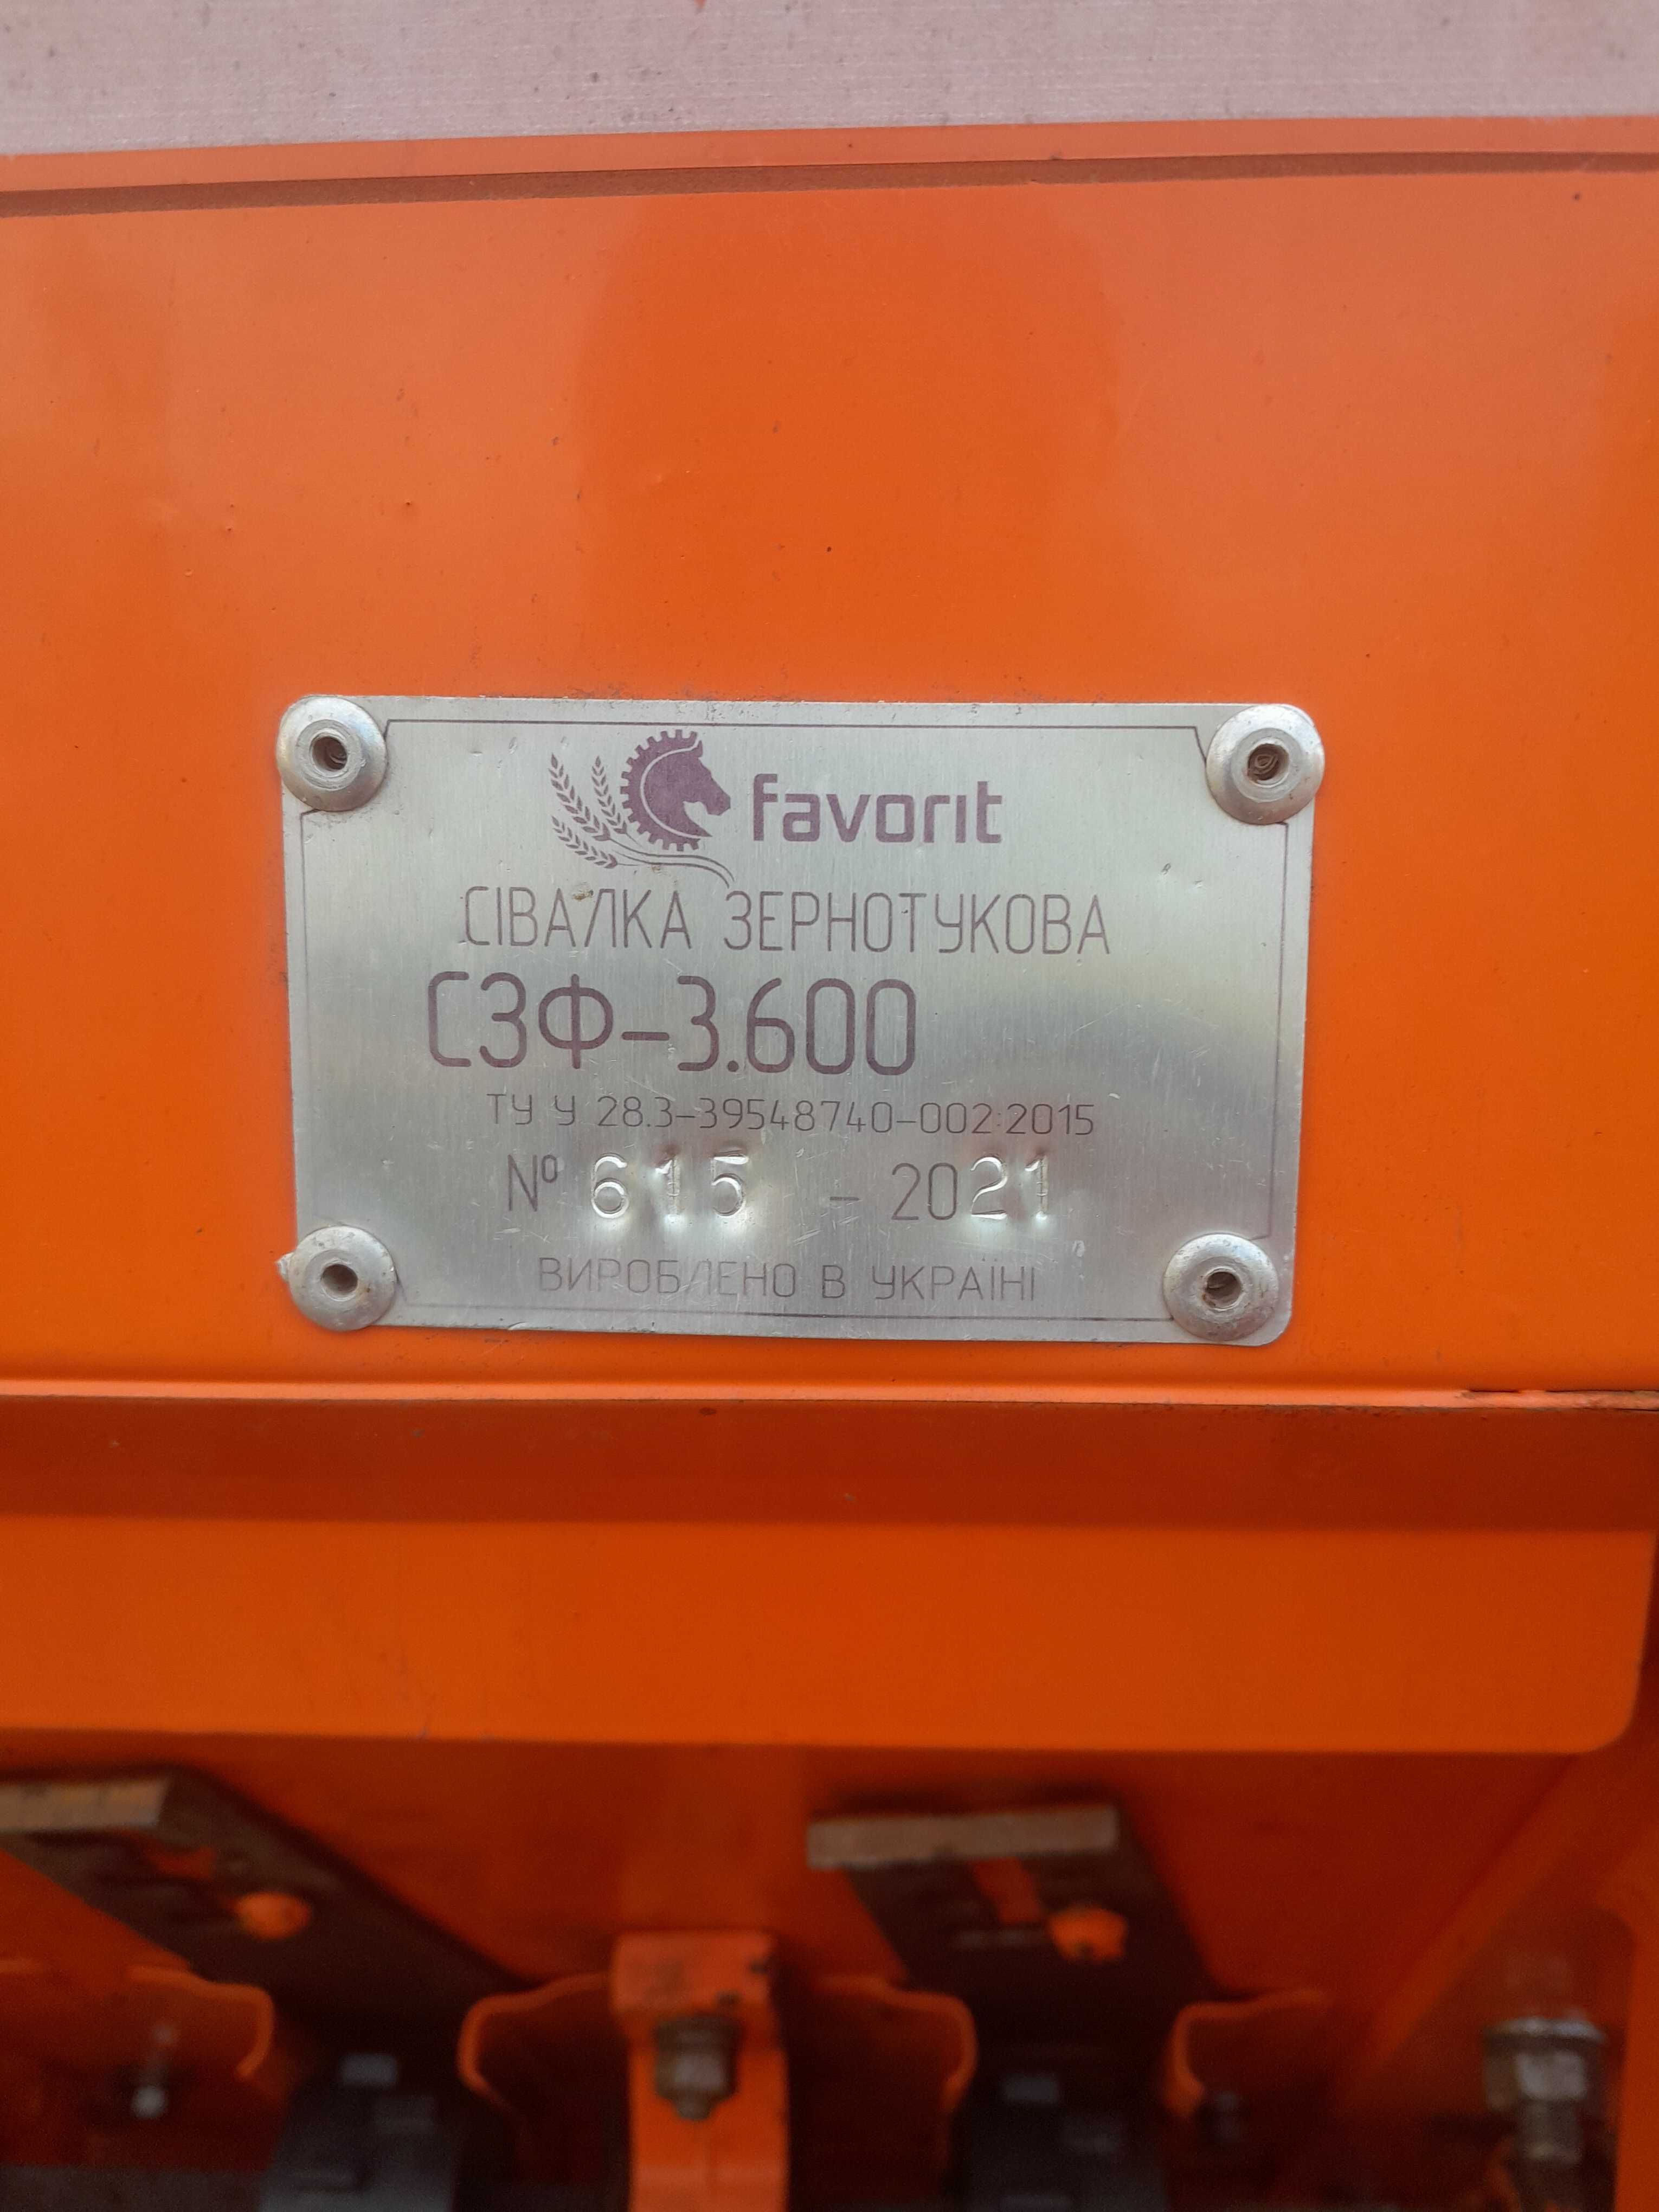 favorit
СІВАЛКА ЗЕРНОТУКОВА
СЗФ-3.600
ТУ У 28.3-39548740-002:2015
№ 615 - 2021
ВИРОБЛЕНО В УКРАЇНІ